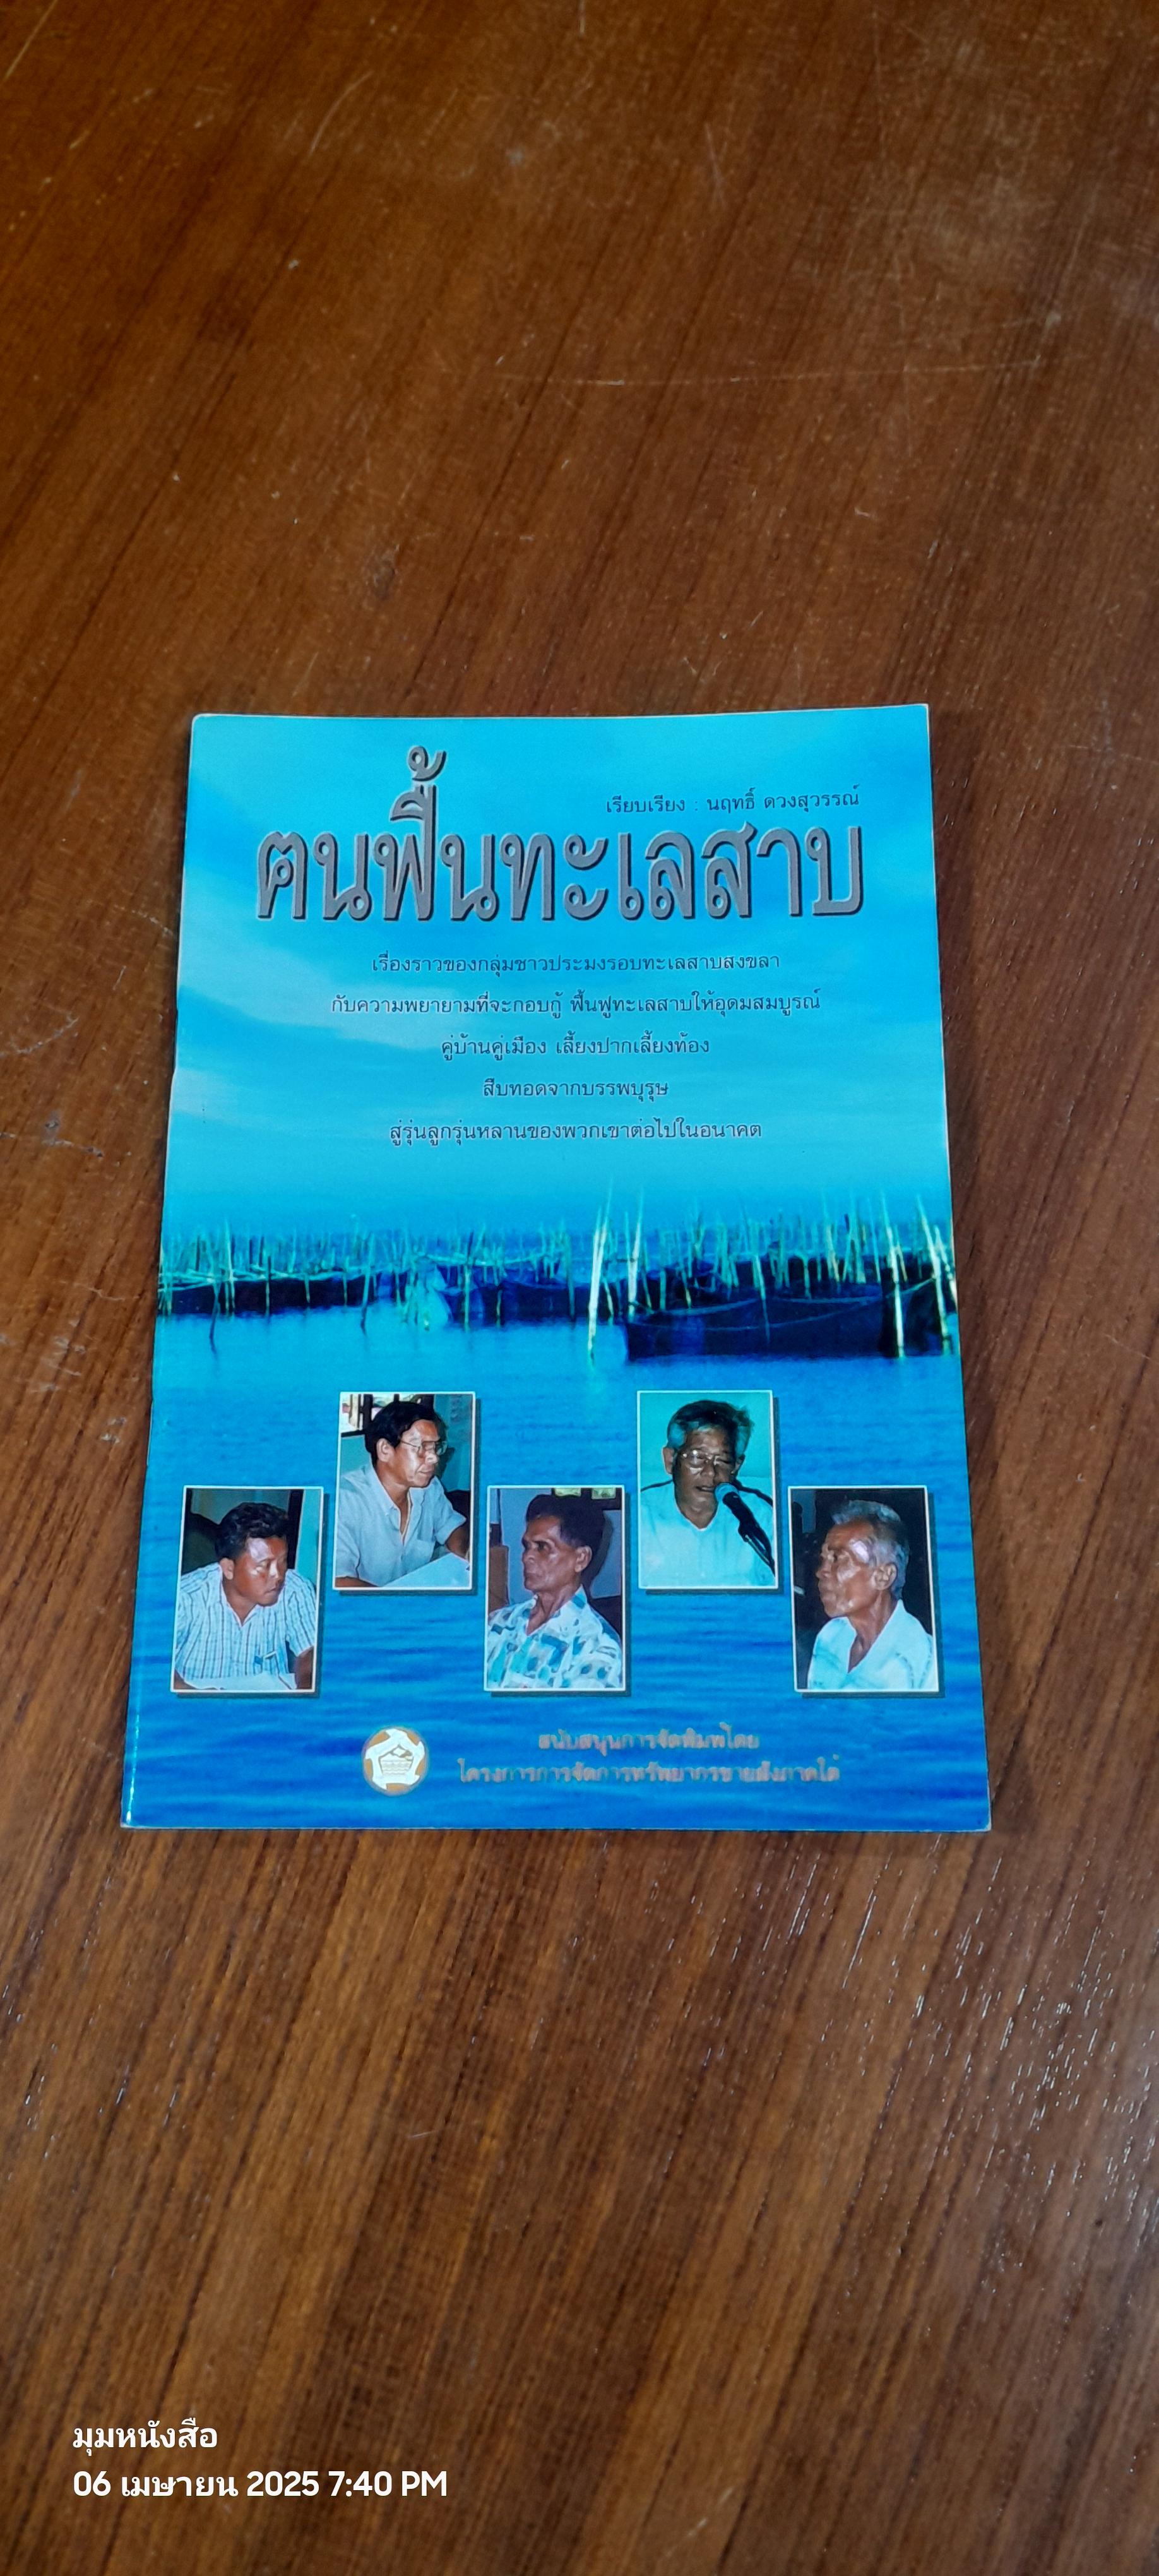 เรียบเรียง : นฤทธิ์ ดวงสุวรรณ์
ฅนฟื้นทะเลสาบ
เรื่องราวของกลุ่มชาวประมงรอบทะเลสาบสงขลา
กับความพยายามที่จะกอบกู้ ฟื้นฟูทะเลสาบให้อุดมสมบูรณ์
คู่บ้านคู่เมือง เลี้ยงปากเลี้ยงท้อง
สืบทอดจากบรรพบุรุษ
สู่รุ่นลูกรุ่นหลานของพวกเขาต่อไปในอนาคต
สนับสนุนการจัดพิมพ์โดย
โครงการการจัดการทรัพยากรชายฝั่งภาคใต้
มุมหนังสือ
06 เมษายน 2025 7:40 PM